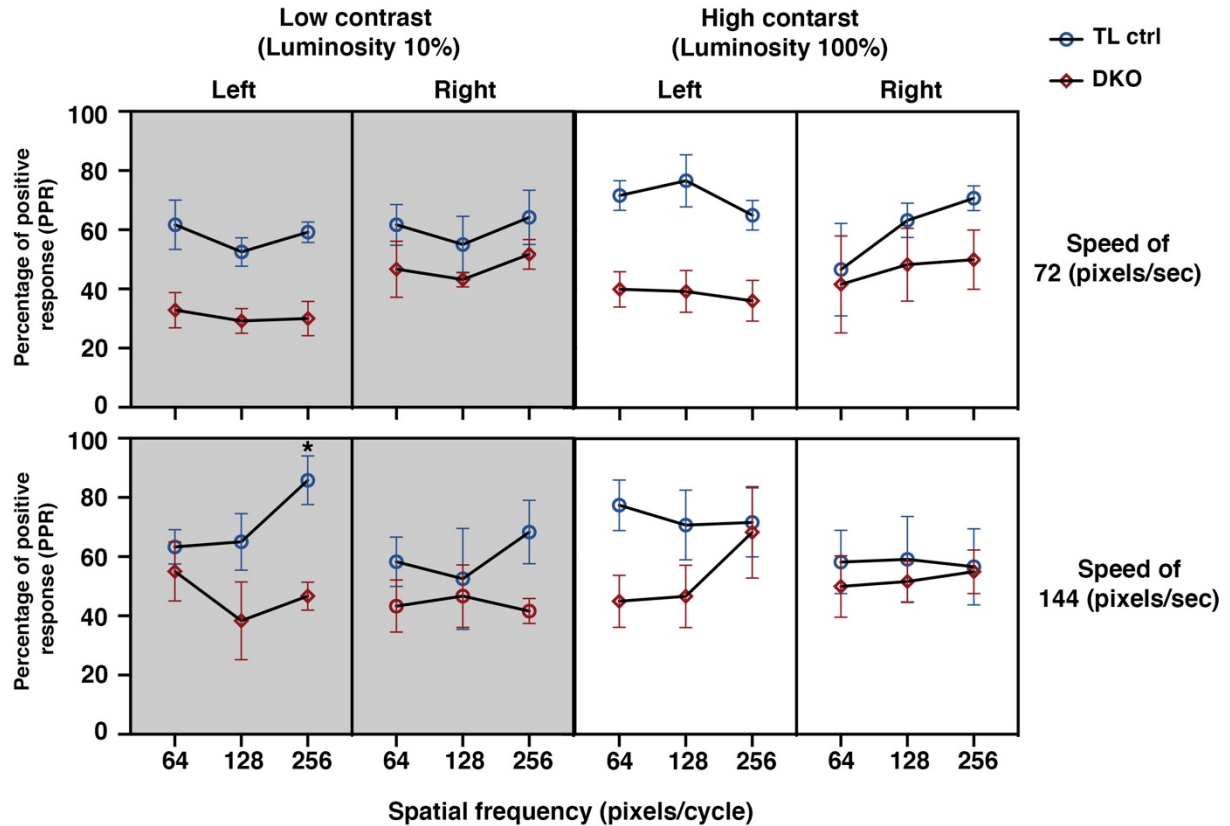 Low contrast
(Luminosity 10%)
High contarst
(Luminosity 100%)
TL ctrl
DKO
Left
Right
Left
Right
Percentage of positive
response (PPR)
100
80
60
40
20
0
Speed of
72 (pixels/sec)
Percentage of positive
response (PPR)
100
80
60
40
20
0
*
Speed of
144 (pixels/sec)
64 128 256 64 128 256 64 128 256 64 128 256
Spatial frequency (pixels/cycle)